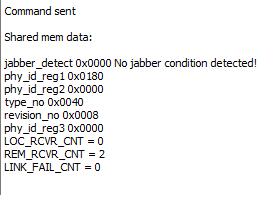 Command sent
Shared mem data:
jabber_detect 0x0000 No jabber condition detected!
phy_id_reg1 0x0180
phy_id_reg2 0x0000
type_no 0x0040
revision_no 0x0008
phy_id_reg3 0x0000
LOC_RCVR_CNT = 0
REM_RCVR_CNT = 2
LINK_FAIL_CNT = 0